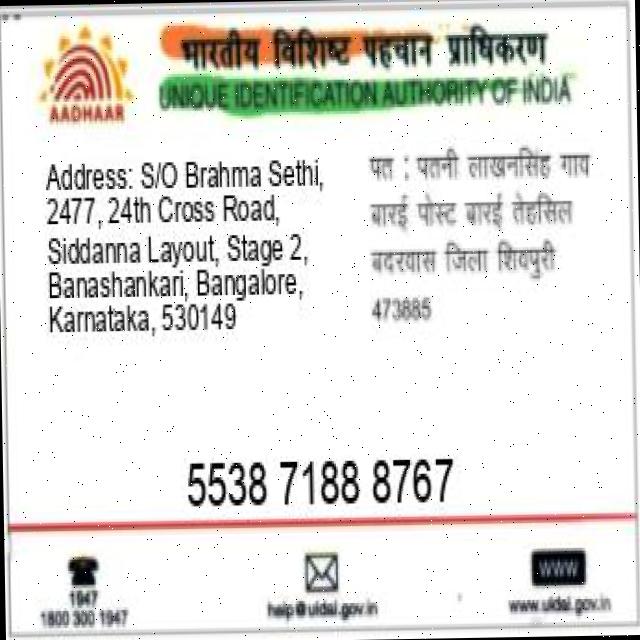 भारतीय विशिष्ट पहचान प्राधिकरण
UNIQUE IDENTIFICATION AUTHORITY OF INDIA
AADHAAR
Address: S/O Brahma Sethi,
2477, 24th Cross Road,
Siddanna Layout, Stage 2,
Banashankari, Bangalore,
Karnataka, 530149
पत : पतनी लाखनसिंह गाव
बारई पोस्ट बारई तेहसिल
बदरवास जिला शिवपुरी
473885
5538 7188 8767
1947
1800 300 1947
help@uidai.gov.in
WWW
www.uidai.gov.in